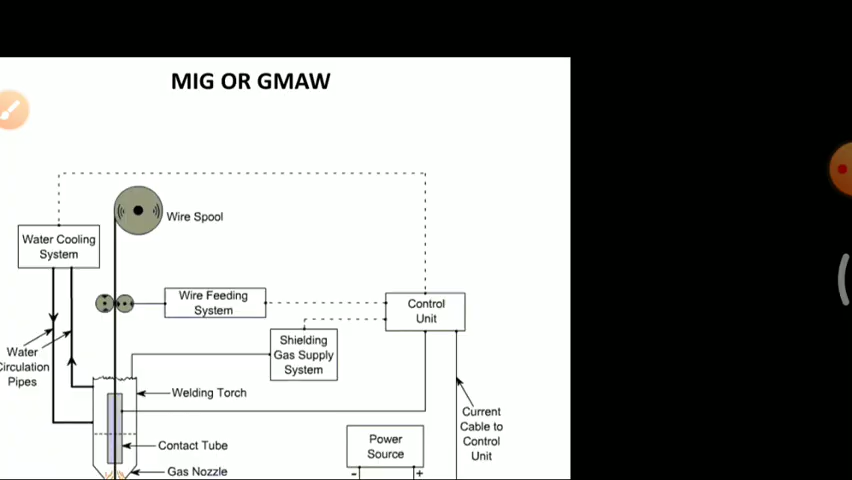 MIG OR GMAW
Wire Spool
Water Cooling
System
Wire Feeding
System
Control
Unit
Shielding
Gas Supply
System
Water
Circulation
Pipes
Welding Torch
Current
Cable to
Control
Unit
Power
Source
- +
Contact Tube
Gas Nozzle